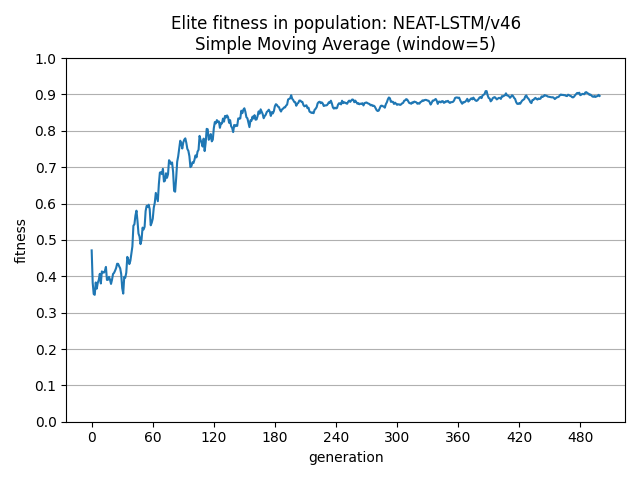 Elite fitness in population: NEAT-LSTM/v46
Simple Moving Average (window=5)
1.0
0.9
0.8
0.7
0.6
0.5
0.4
0.3
0.2
0.1
0.0
fitness
0 60 120 180 240 300 360 420 480
generation